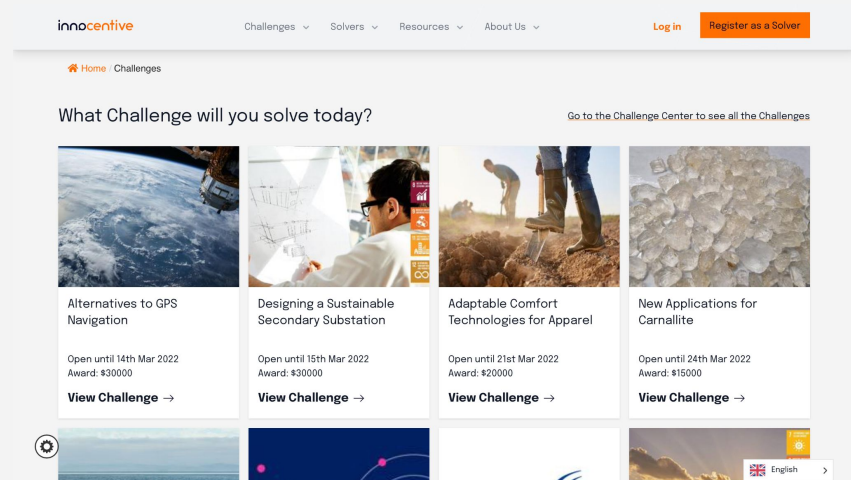 innocentive
Challenges
Solvers
Resources
About Us
Log in
Register as a Solver
Home / Challenges
What Challenge will you solve today?
Go to the Challenge Center to see all the Challenges
Alternatives to GPS
Navigation
Open until 14th Mar 2022
Award: $30000
View Challenge →
Designing a Sustainable
Secondary Substation
Open until 15th Mar 2022
Award: $30000
View Challenge →
Adaptable Comfort
Technologies for Apparel
Open until 21st Mar 2022
Award: $20000
View Challenge →
New Applications for
Carnallite
Open until 24th Mar 2022
Award: $15000
View Challenge →
English